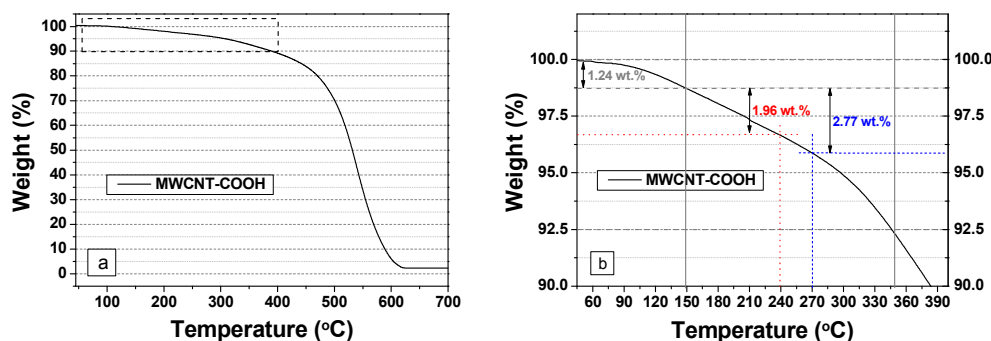 100
90
80
70
60
50
40
30
20
10
0
Weight (%)
MWCNT-COOH
a
100 200 300 400 500 600 700
Temperature (°C)
100.0
97.5
95.0
92.5
90.0
Weight (%)
1.24 wt.%
1.96 wt.%
2.77 wt.%
MWCNT-COOH
b
100.0
97.5
95.0
92.5
90.0
60 90 120 150 180 210 240 270 300 330 360 390
Temperature (°C)